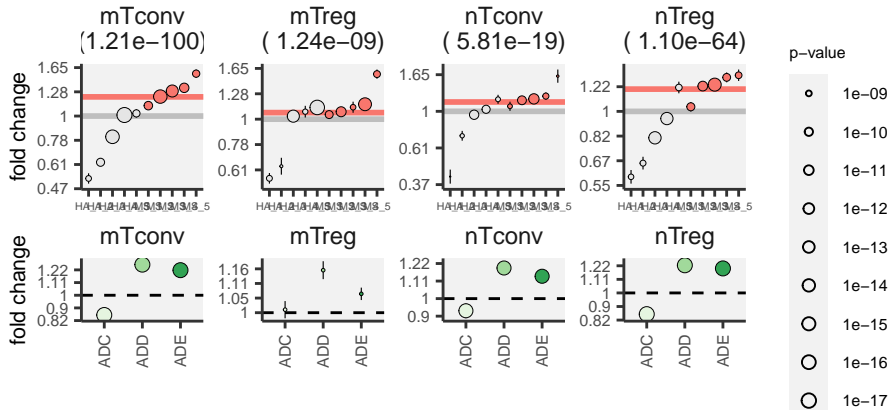 mTconv
(1.21e−100)
mTreg
( 1.24e−09)
nTconv
( 5.81e−19)
nTreg
( 1.10e−64)
fold change
1.65
1.28
1
0.78
0.61
0.47
1.65
1.28
1
0.78
0.61
1.65
1
0.61
0.37
1.22
1
0.82
0.67
0.55
mTconv
mTreg
nTconv
nTreg
fold change
1.22
1.11
1
0.9
0.82
1.16
1.05
1
1.22
1.11
1
0.9
1.22
1.11
1
0.9
0.82
ADC
ADD
ADE
ADC
ADD
ADE
ADC
ADD
ADE
ADC
ADD
ADE
p−value
1e−09
1e−10
1e−11
1e−12
1e−13
1e−14
1e−15
1e−16
1e−17